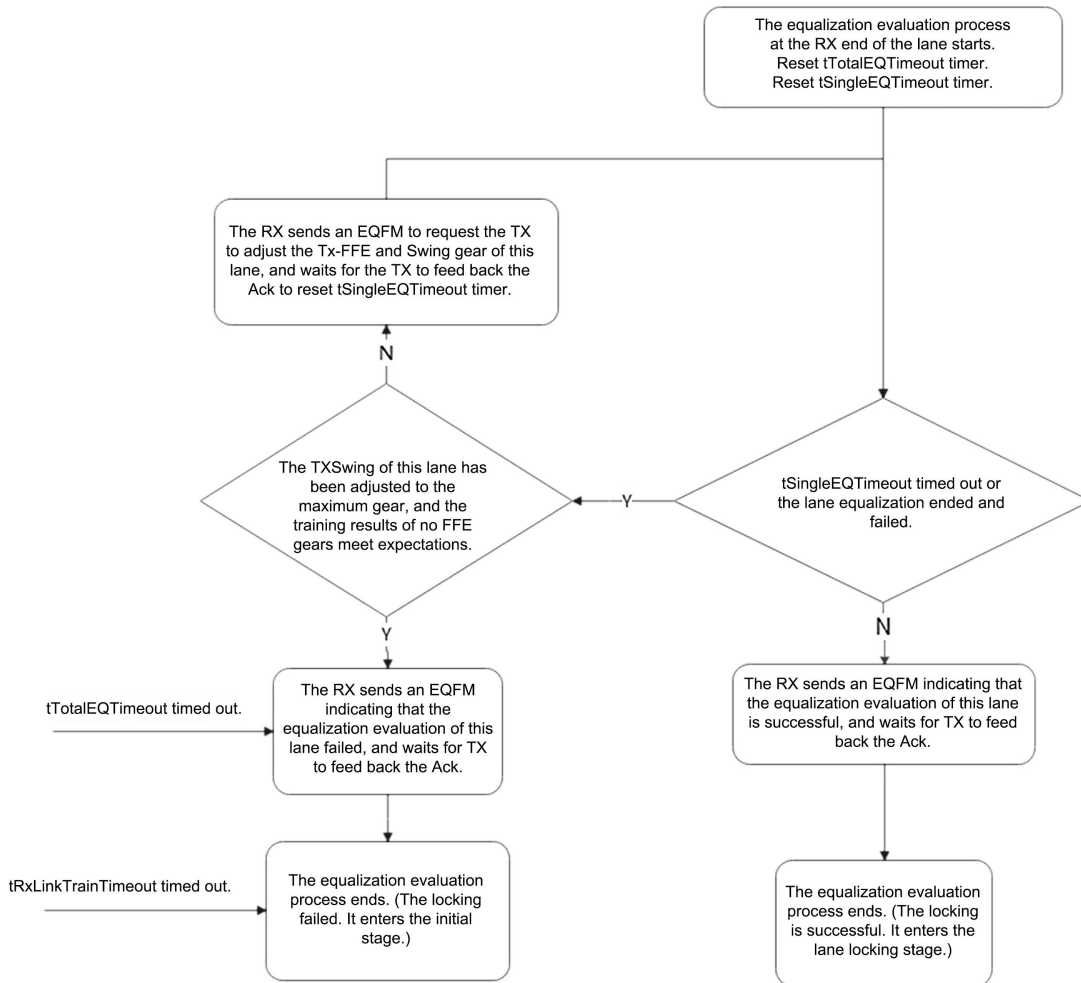 The equalization evaluation process
at the RX end of the lane starts.
Reset tTotalEQTimeout timer.
Reset tSingleEQTimeout timer.
The RX sends an EQFM to request the TX
to adjust the Tx-FFE and Swing gear of this
lane, and waits for the TX to feed back the
Ack to reset tSingleEQTimeout timer.
N
The TXSwing of this lane has
been adjusted to the
maximum gear, and the
training results of no FFE
gears meet expectations.
Y
tSingleEQTimeout timed out or
the lane equalization ended and
failed.
Y
N
tTotalEQTimeout timed out.
The RX sends an EQFM
indicating that the
equalization evaluation of this
lane failed, and waits for TX
to feed back the Ack.
The RX sends an EQFM indicating that
the equalization evaluation of this lane
is successful, and waits for TX to feed
back the Ack.
tRxLinkTrainTimeout timed out.
The equalization evaluation
process ends. (The locking
failed. It enters the initial
stage.)
The equalization evaluation
process ends. (The locking
is successful. It enters the
lane locking stage.)